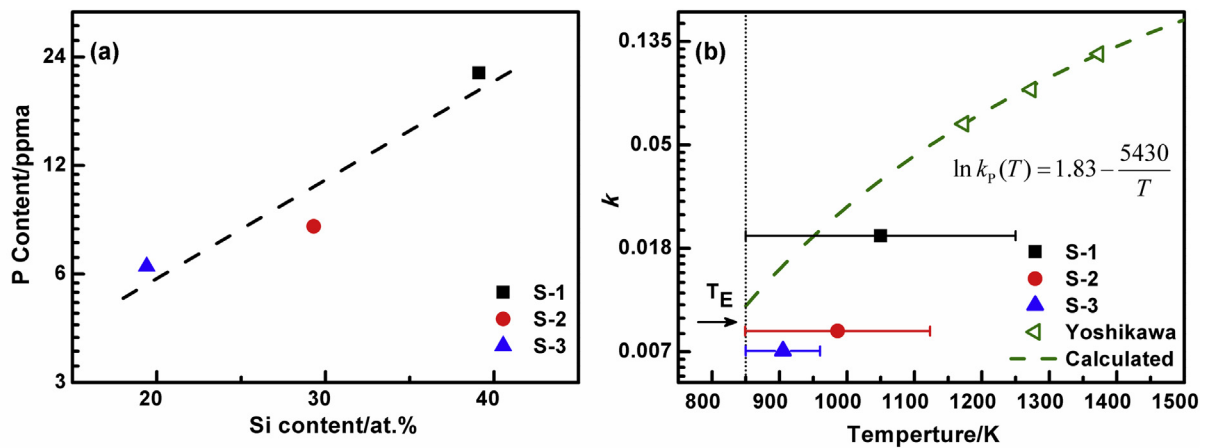 (a)
P Content/ppma
24
12
6
3
20
30
40
Si content/at.%
S-1
S-2
S-3
(b)
k
0.135
0.05
0.018
0.007
ln k_P(T) = 1.83 − 5430/T
T_E
S-1
S-2
S-3
Yoshikawa
Calculated
800
900
1000
1100
1200
1300
1400
1500
Temperture/K